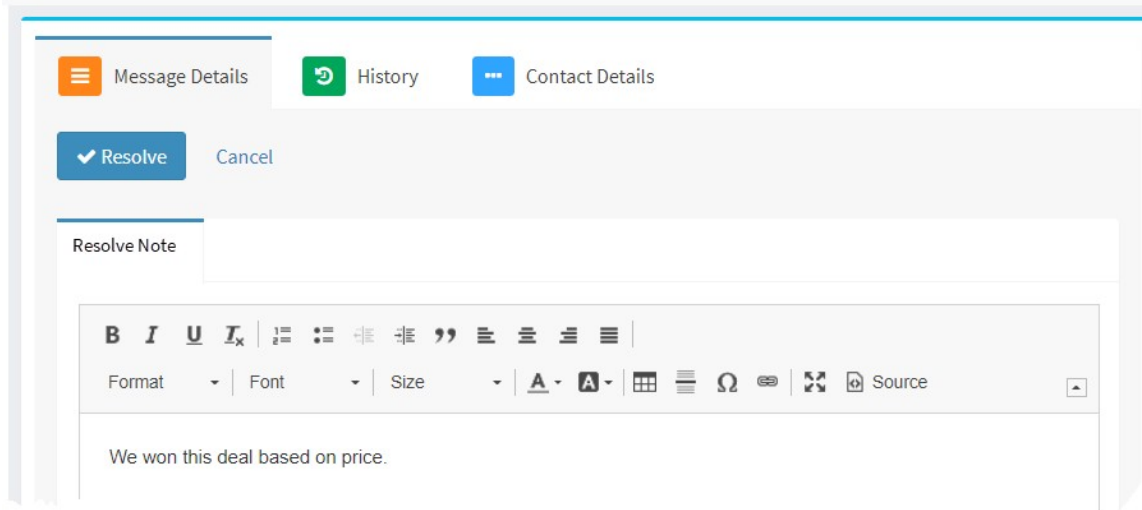 Message Details
History
Contact Details
Resolve
Cancel
Resolve Note
Format
Font
Size
Source
We won this deal based on price.